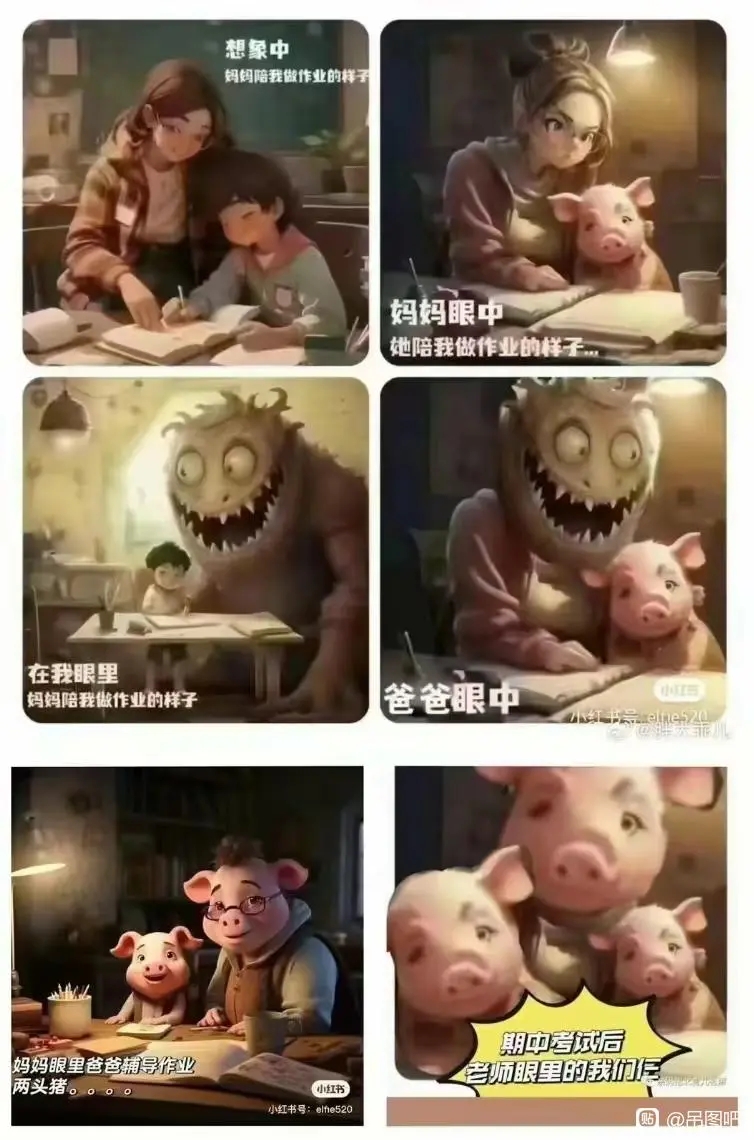 想象中
妈妈陪我做作业的样子
妈妈眼中
她陪我做作业的样子...
在我眼里
妈妈陪我做作业的样子
爸爸眼中
小红书
小红书号: elfie520
妈妈眼里爸爸辅导作业
两头猪。。。。
小红书
小红书号: elfie520
期中考试后
老师眼里的我们仨
贴 @吊图吧